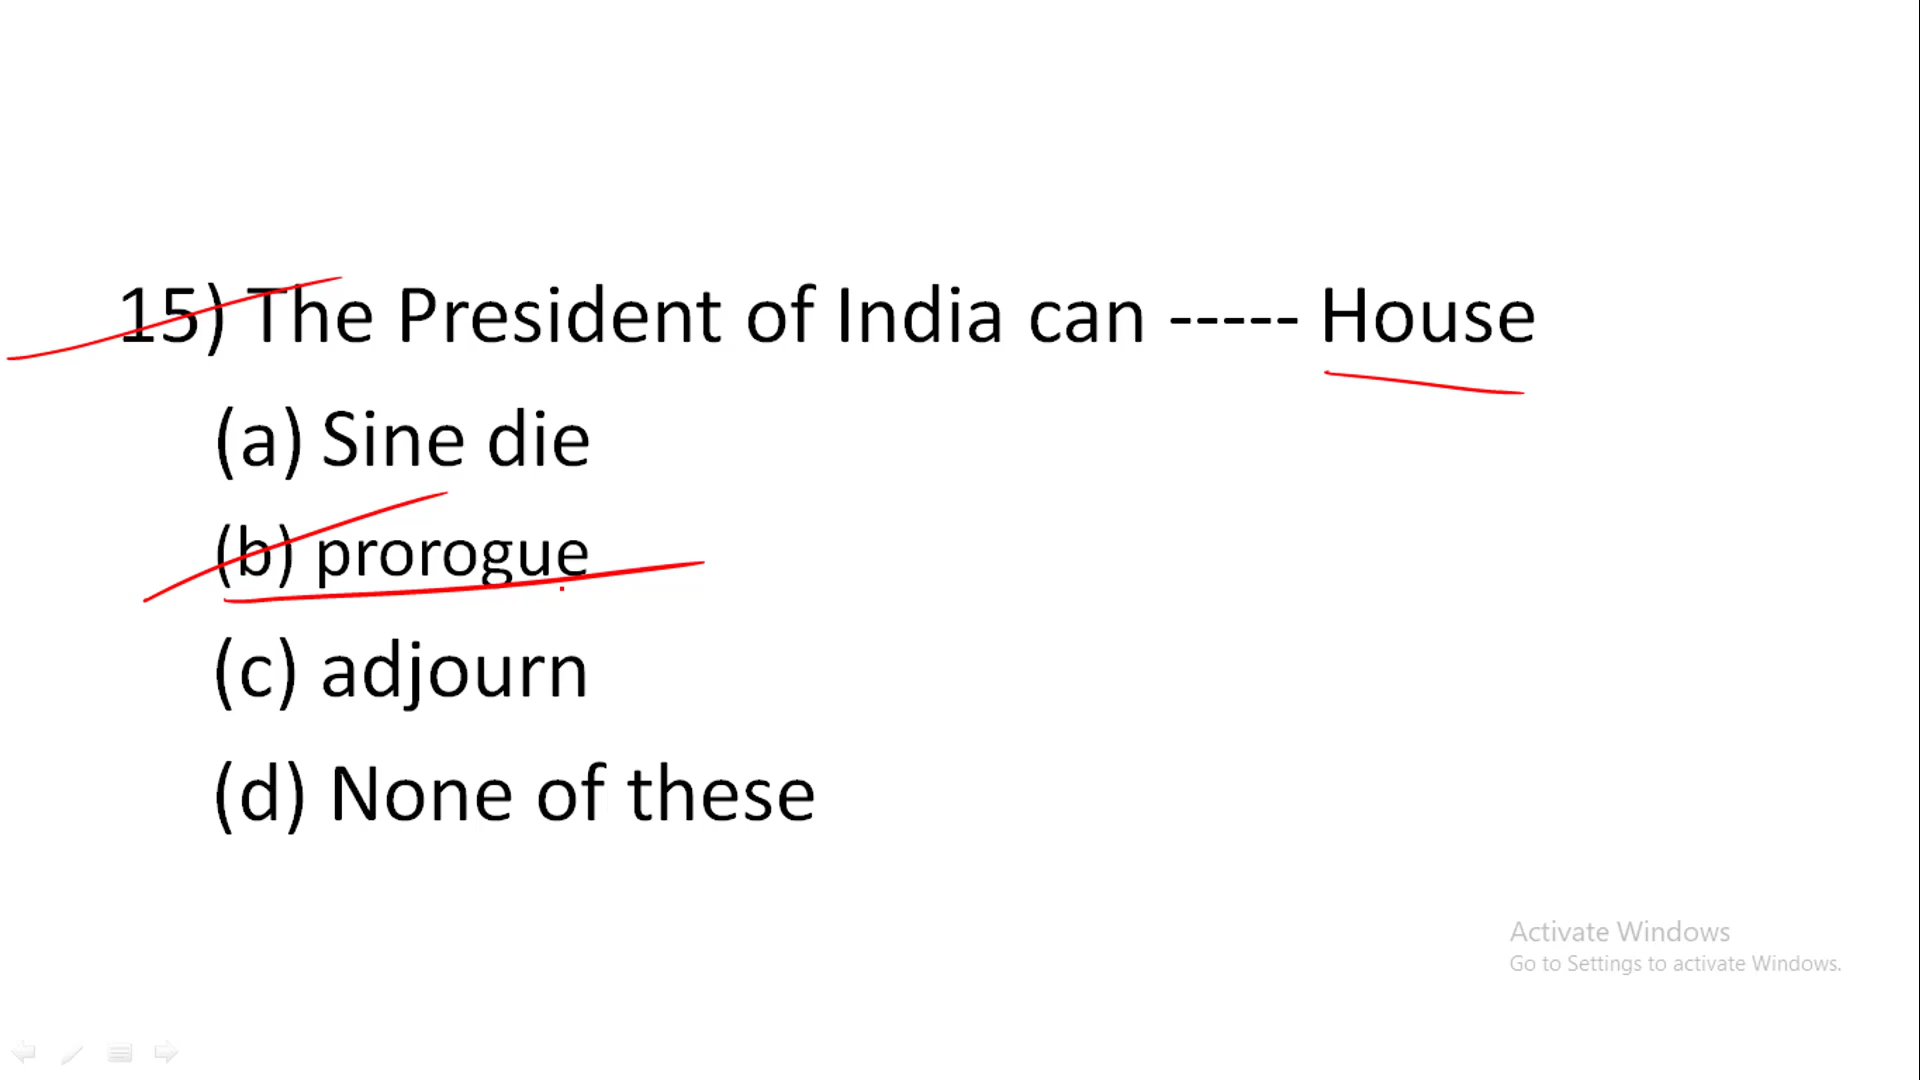 15) The President of India can ----- House
(a) Sine die
(b) prorogue
(c) adjourn
(d) None of these
Activate Windows
Go to Settings to activate Windows.